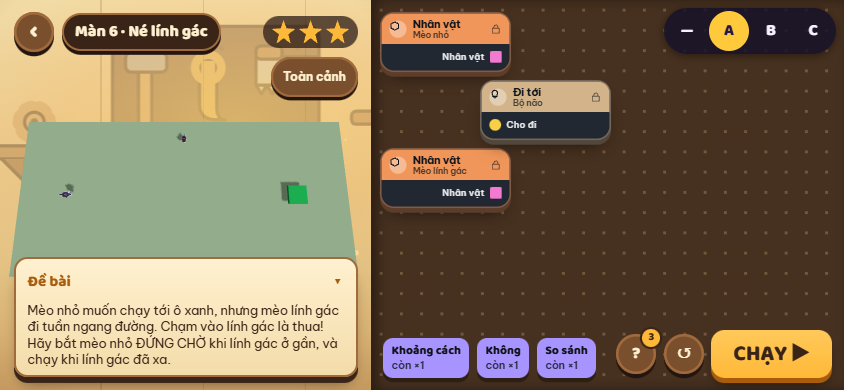 Màn 6 · Né lính gác
Toàn cảnh
Đề bài
Mèo nhỏ muốn chạy tới ô xanh, nhưng mèo lính gác
đi tuần ngang đường. Chạm vào lính gác là thua!
Hãy bắt mèo nhỏ ĐỨNG CHỜ khi lính gác ở gần, và
chạy khi lính gác đã xa.
Nhân vật
Mèo nhỏ
Nhân vật
Đi tới
Bộ não
Cho đi
Nhân vật
Mèo lính gác
Nhân vật
A
B
C
Khoảng cách
còn ×1
Không
còn ×1
So sánh
còn ×1
?
3
CHẠY